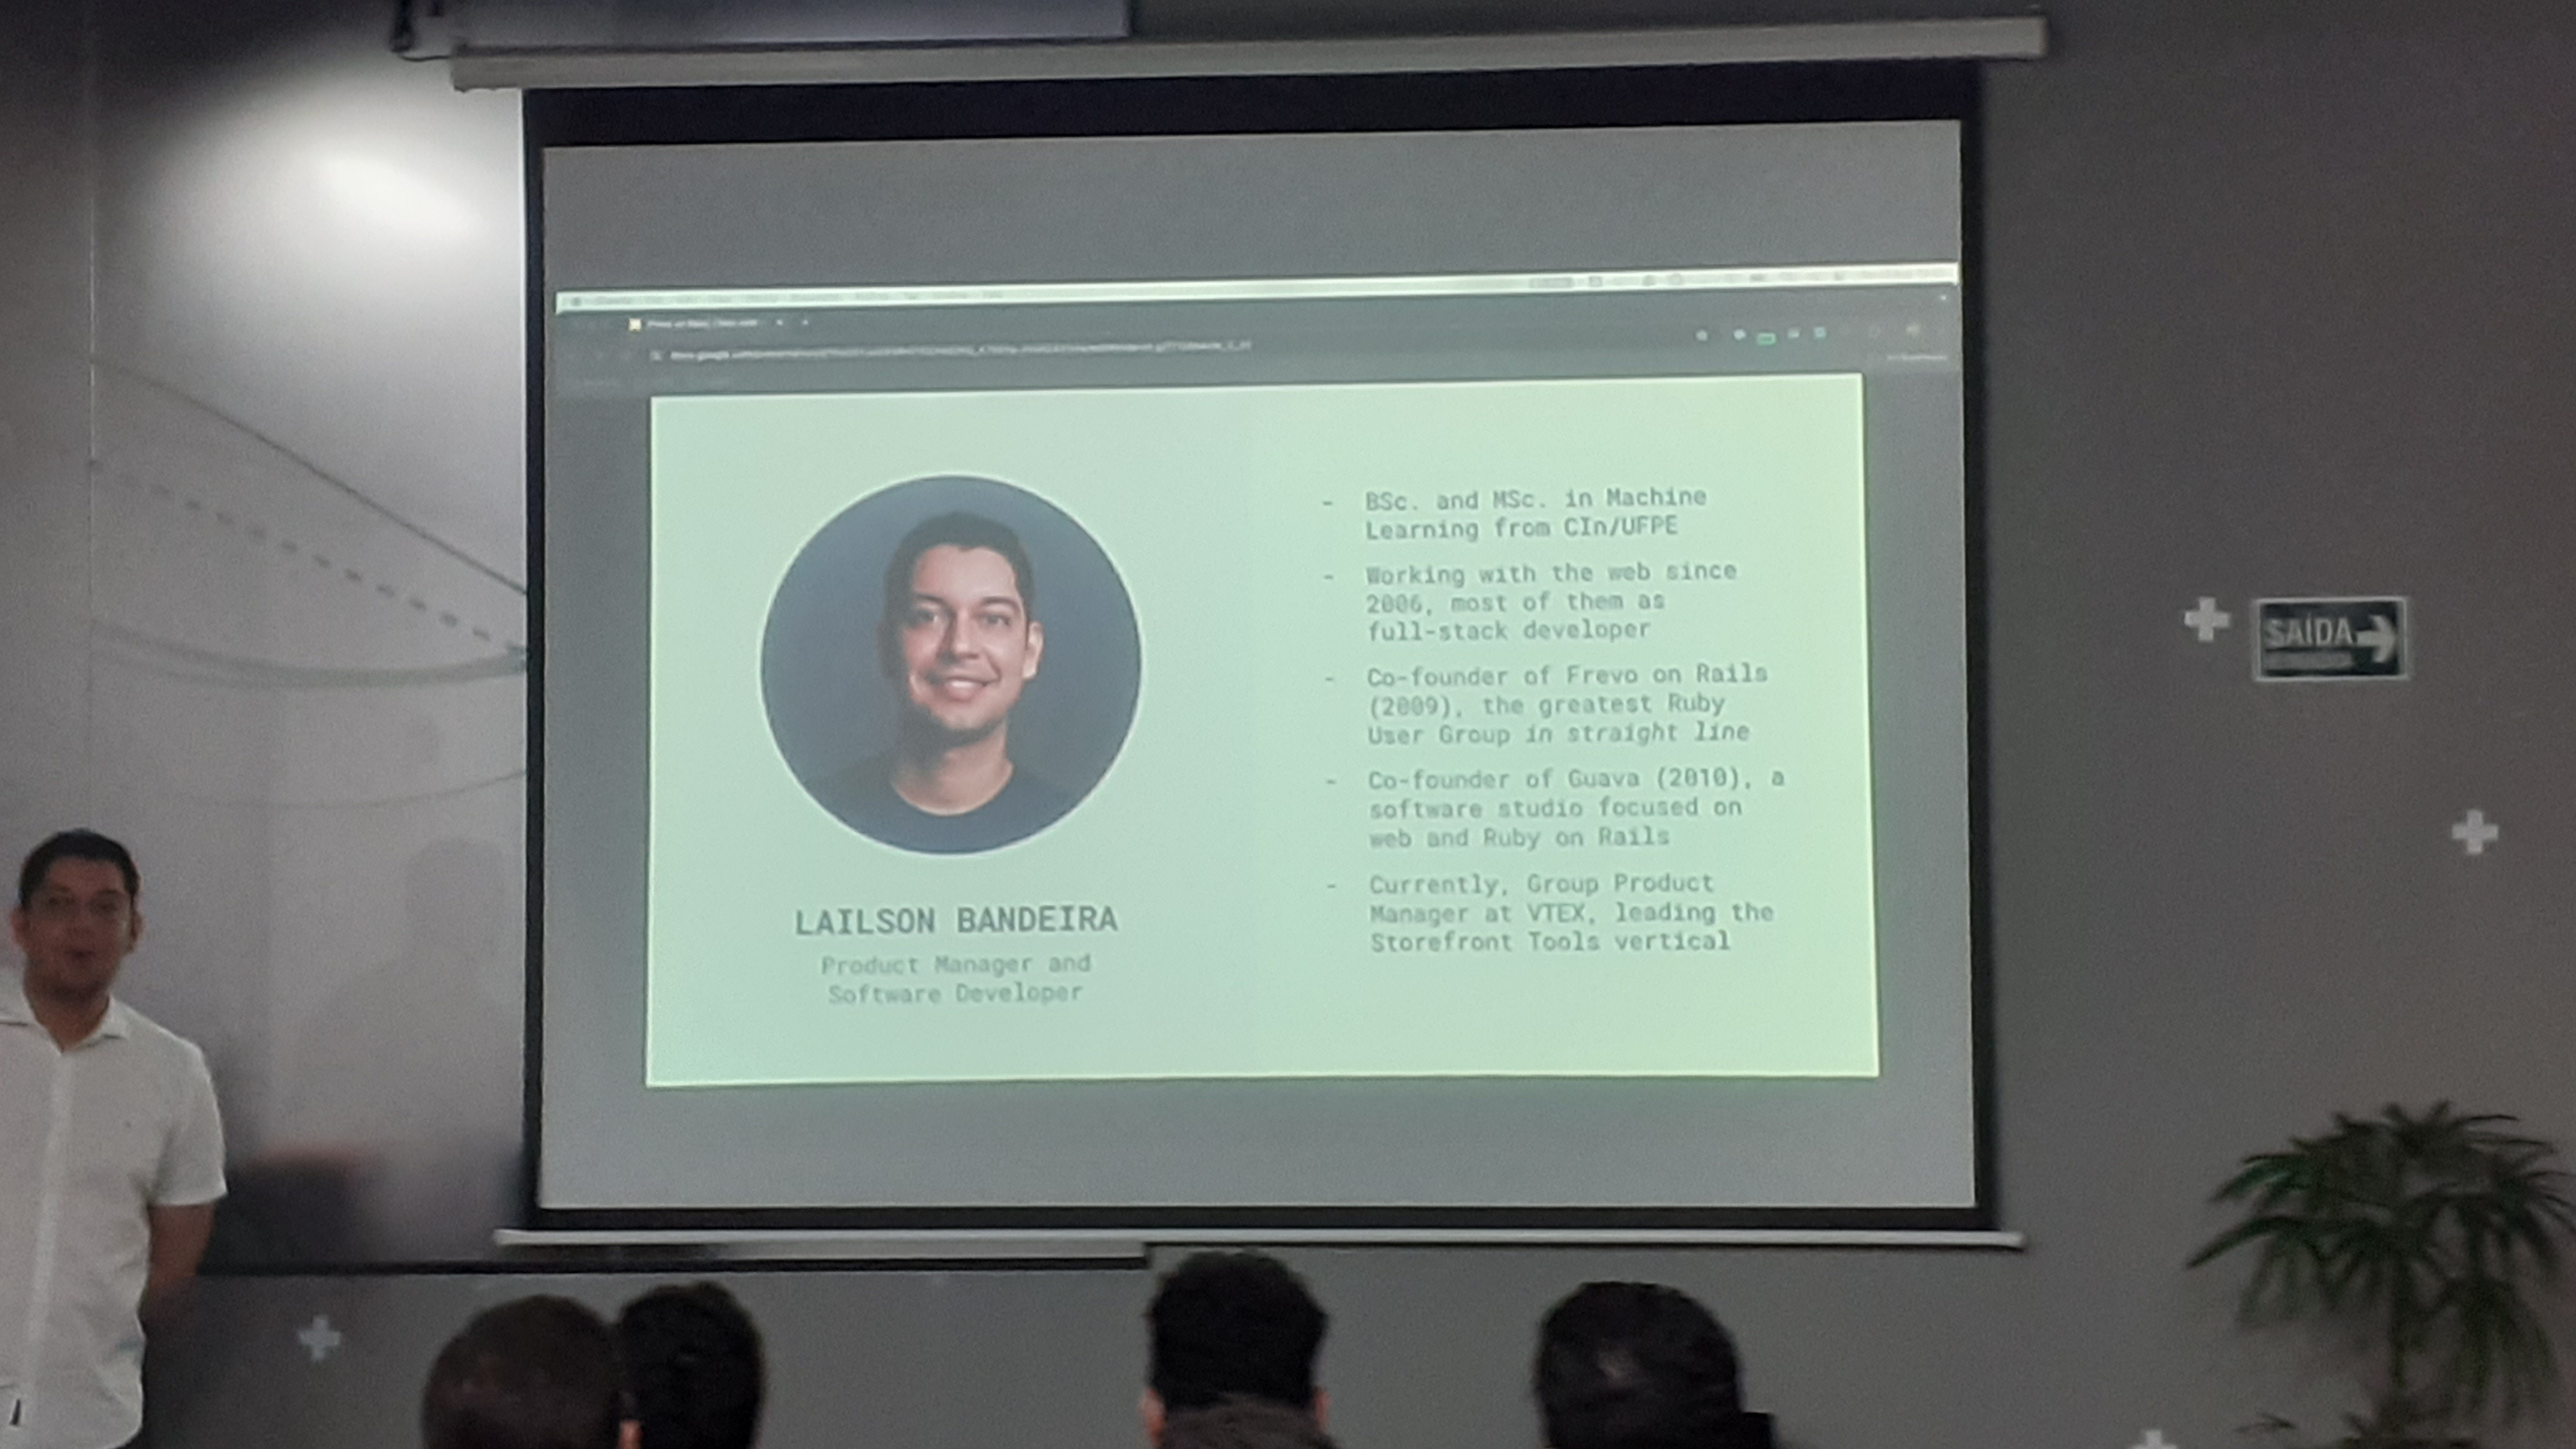 LAILSON BANDEIRA
Product Manager and
Software Developer
- BSc. and MSc. in Machine
Learning from CIn/UFPE
- Working with the web since
2006, most of them as
full-stack developer
- Co-founder of Frevo on Rails
(2009), the greatest Ruby
User Group in straight line
- Co-founder of Guava (2010), a
software studio focused on
web and Ruby on Rails
- Currently, Group Product
Manager at VTEX, leading the
Storefront Tools vertical
SAÍDA